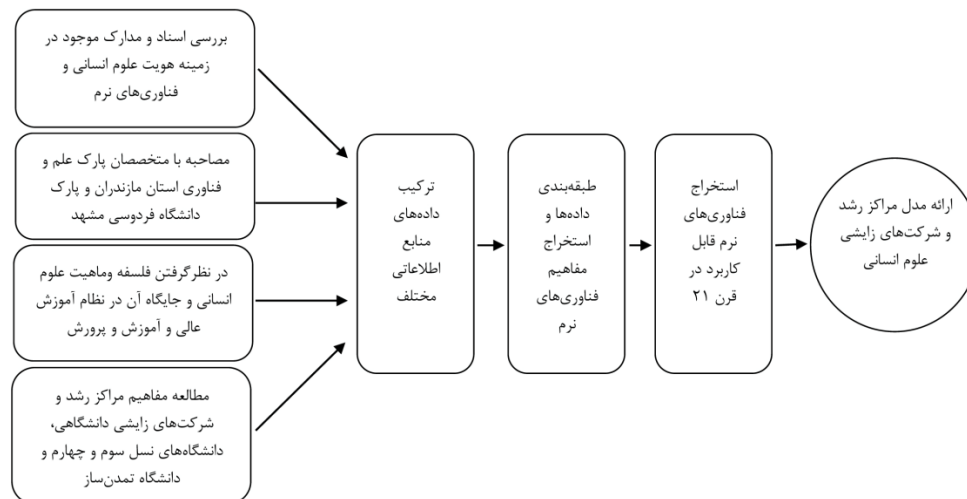 بررسی اسناد و مدارک موجود در
زمینه هویت علوم انسانی و
فناوری‌های نرم
مصاحبه با متخصصان پارک علم و
فناوری استان مازندران و پارک
دانشگاه فردوسی مشهد
در نظرگرفتن فلسفه وماهیت علوم
انسانی و جایگاه آن در نظام آموزش
عالی و آموزش و پرورش
مطالعه مفاهیم مراکز رشد و
شرکت‌های زایشی دانشگاهی،
دانشگاه‌های نسل سوم و چهارم و
دانشگاه تمدن‌ساز
ترکیب
داده‌های
منابع
اطلاعاتی
مختلف
طبقه‌بندی
داده‌ها و
استخراج
مفاهیم
فناوری‌های
نرم
استخراج
فناوری‌های
نرم قابل
کاربرد در
قرن ۲۱
ارائه مدل مراکز رشد
و شرکت‌های زایشی
علوم انسانی